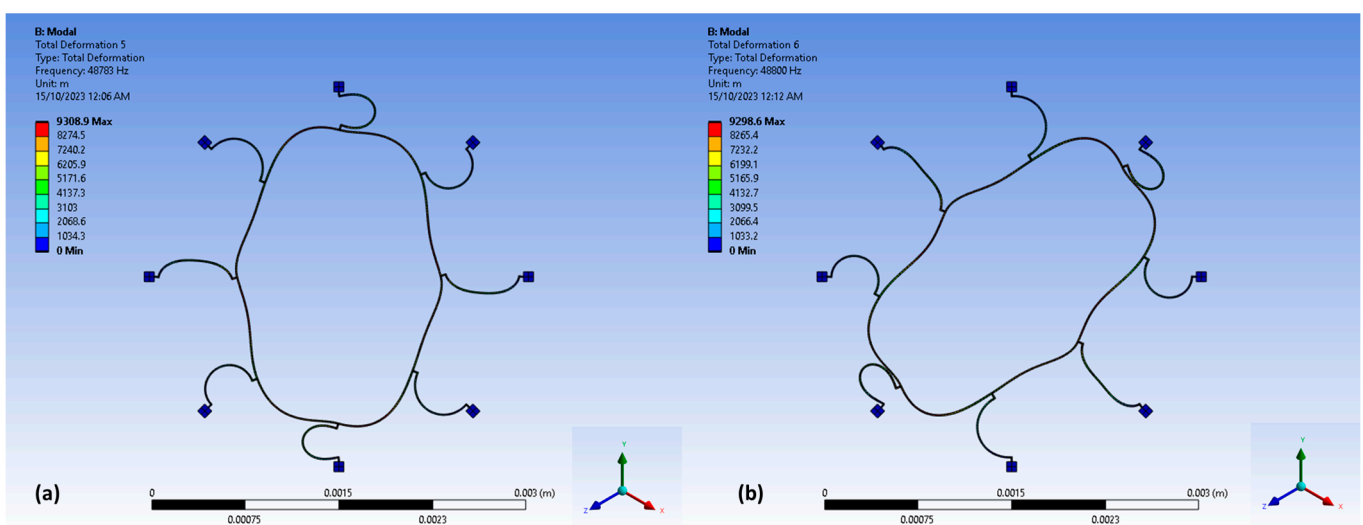 B: Modal
Total Deformation 5
Type: Total Deformation
Frequency: 48783 Hz
Unit: m
15/10/2023 12:06 AM
9308.9 Max
8274.5
7240.2
6205.9
5171.6
4137.3
3103
2068.6
1034.3
0 Min
(a)
0
0.0015
0.003 (m)
0.00075
0.0023
Y
Z
X
B: Modal
Total Deformation 6
Type: Total Deformation
Frequency: 48800 Hz
Unit: m
15/10/2023 12:12 AM
9298.6 Max
8265.4
7232.2
6199.1
5165.9
4132.7
3099.5
2066.4
1033.2
0 Min
(b)
0
0.0015
0.003 (m)
0.00075
0.0023
Y
Z
X